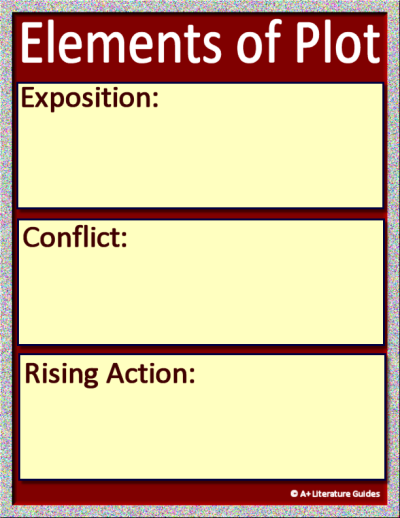 Elements of Plot
Exposition:
Conflict:
Rising Action:
© A+ Literature Guides